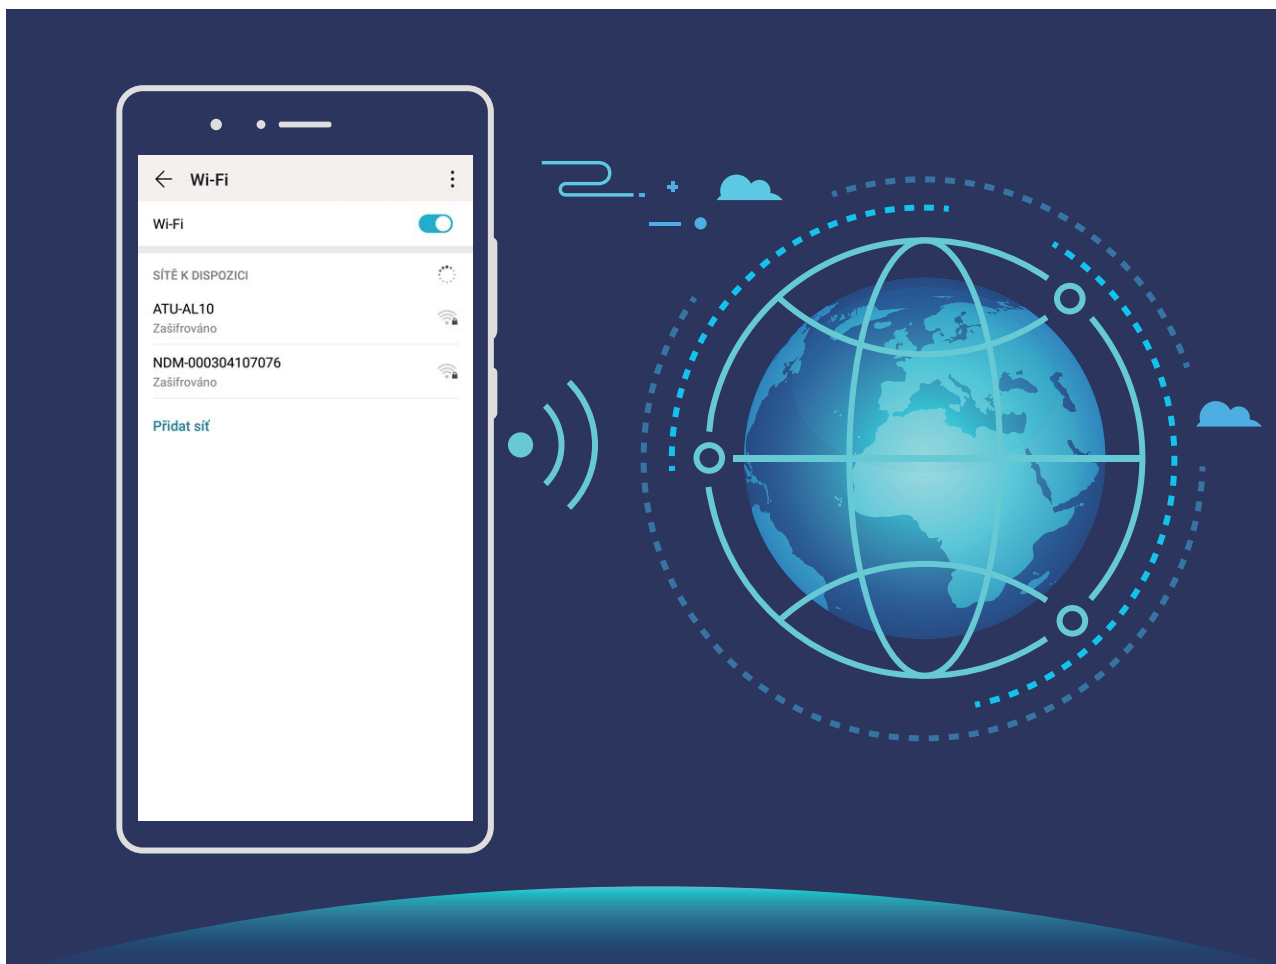 Wi-Fi
Wi-Fi
SÍTĚ K DISPOZICI
ATU-AL10
Zašifrováno
NDM-000304107076
Zašifrováno
Přidat síť